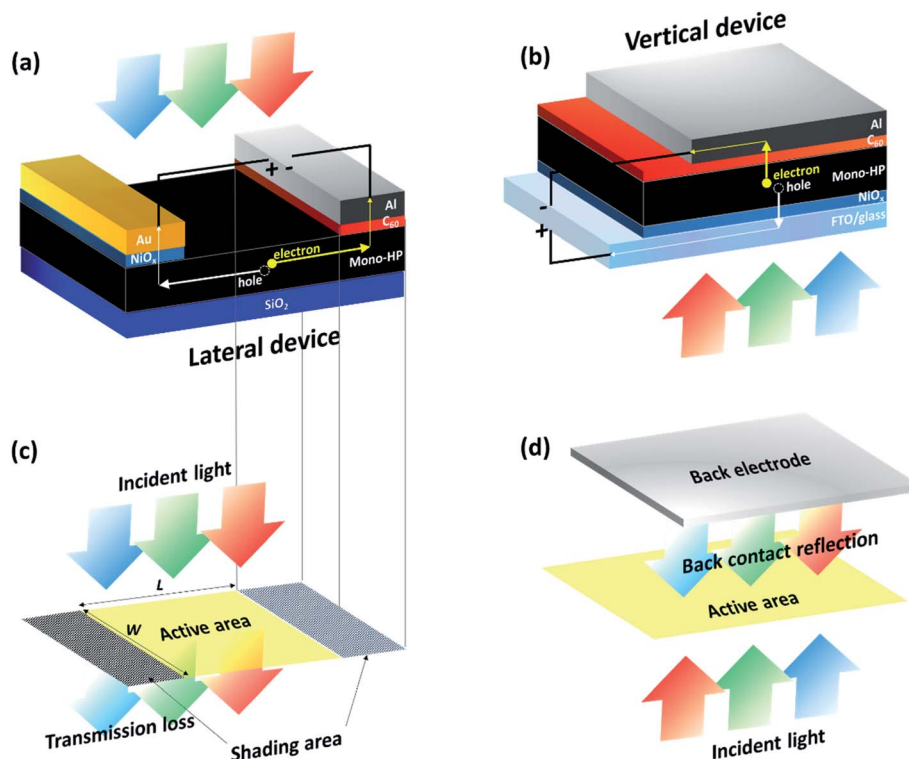 (a)
+ -
Au
NiOₓ
Al
C₆₀
electron
hole
Mono-HP
SiO₂
Lateral device
(b)
Vertical device
Al
C₆₀
electron
hole
Mono-HP
NiOₓ
FTO/glass
-
+
(c)
Incident light
L
W
Active area
Transmission loss
Shading area
(d)
Back electrode
Back contact reflection
Active area
Incident light